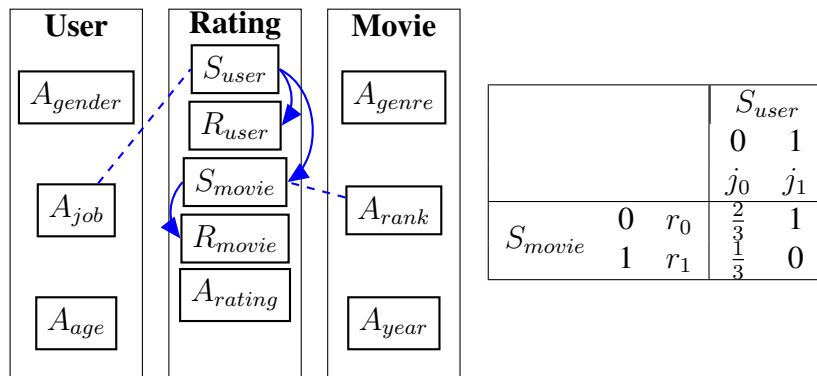 User
A_gender
A_job
A_age
Rating
S_user
R_user
S_movie
R_movie
A_rating
Movie
A_genre
A_rank
A_year
S_user
0 1
j_0 j_1
S_movie 0 r_0 2/3 1
1 r_1 1/3 0